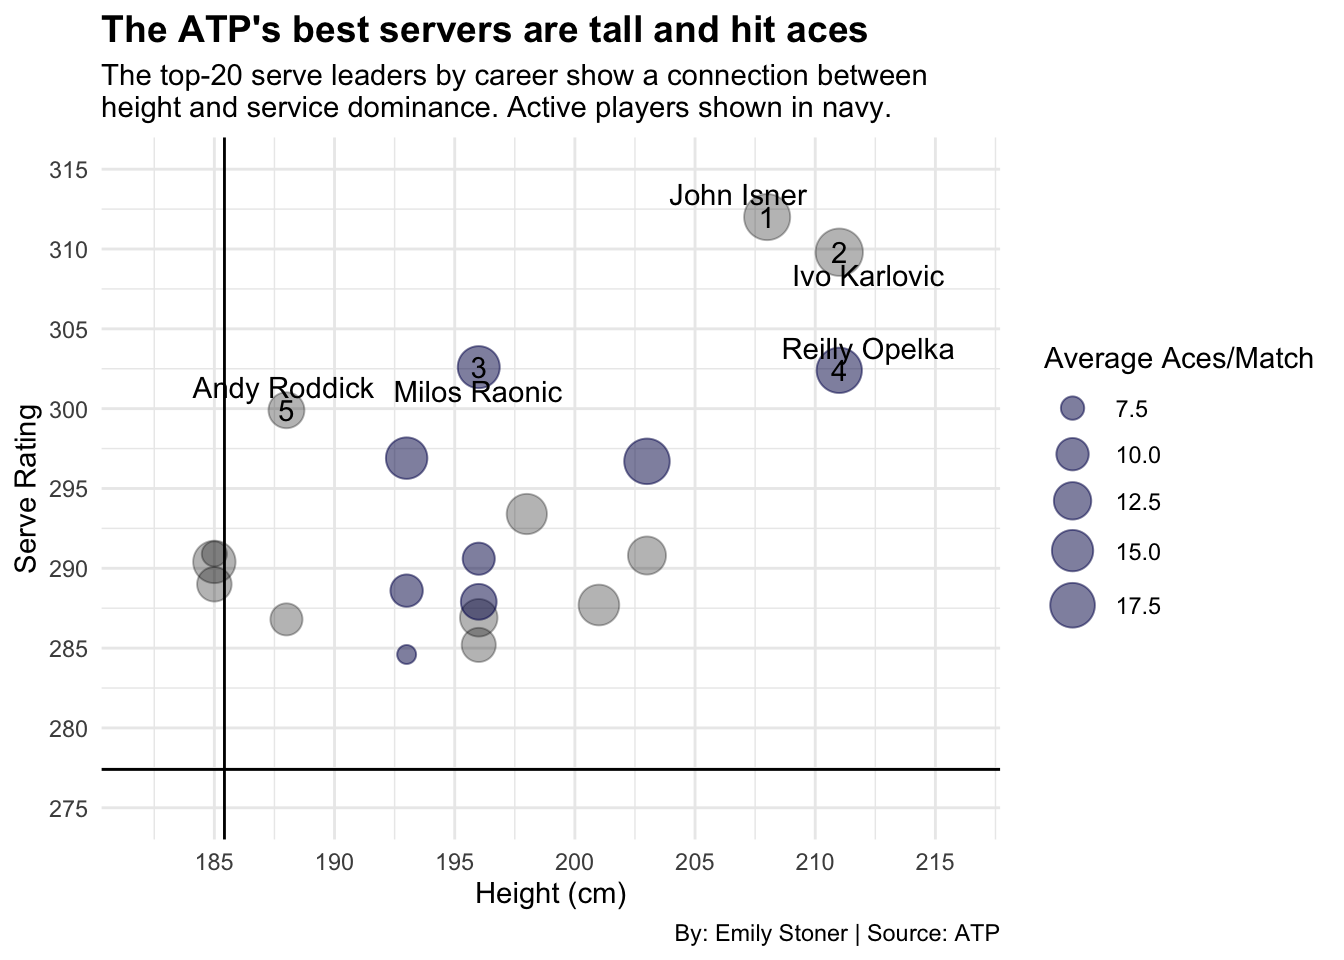 The ATP's best servers are tall and hit aces
The top-20 serve leaders by career show a connection between
height and service dominance. Active players shown in navy.
315
310
305
300
295
290
285
280
275
Serve Rating
John Isner
1
2
Ivo Karlovic
Reilly Opelka
4
3
Milos Raonic
Andy Roddick
5
185
190
195
200
205
210
215
Height (cm)
Average Aces/Match
7.5
10.0
12.5
15.0
17.5
By: Emily Stoner | Source: ATP